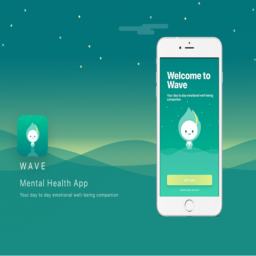 WAVE
Mental Health App
Your day to day emotional well-being companion
Welcome to
Wave
Your day to day emotional well-being
companion